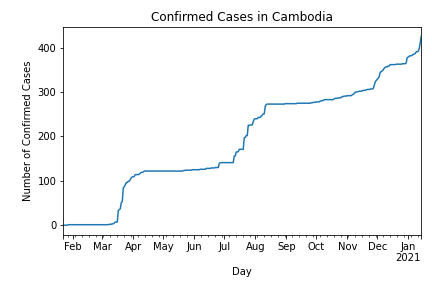 Confirmed Cases in Cambodia
Number of Confirmed Cases
400
300
200
100
0
Feb Mar Apr May Jun Jul Aug Sep Oct Nov Dec Jan
2021
Day